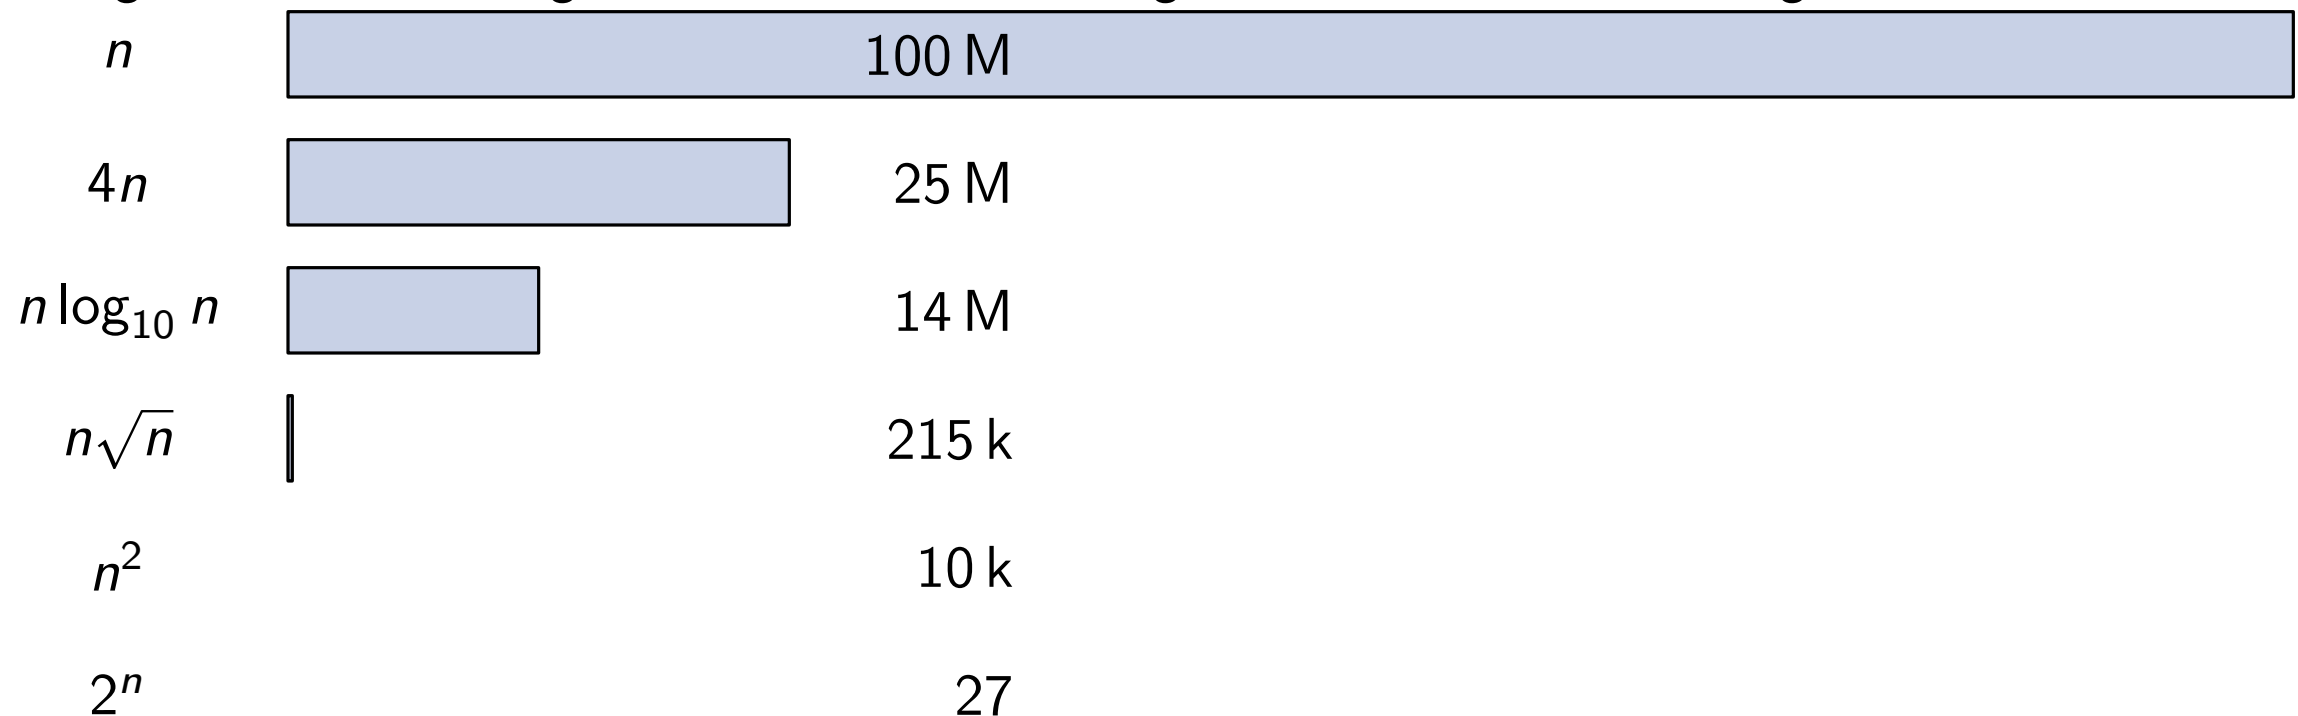 n 100 M
4n 25 M
n log₁₀ n 14 M
n√n 215 k
n² 10 k
2ⁿ 27